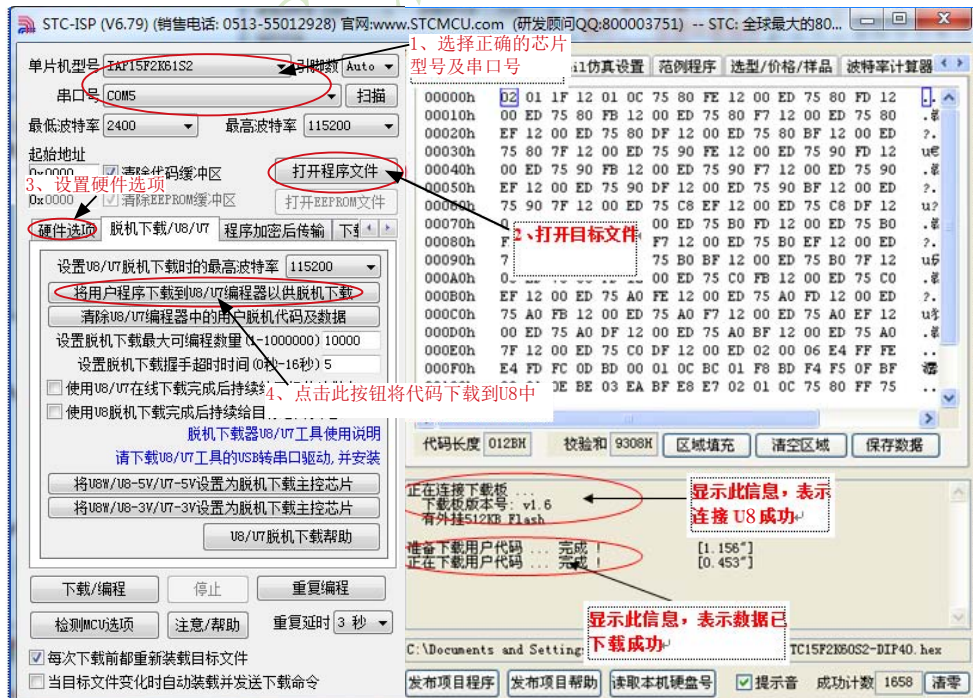 STC-ISP (V6.79) (销售电话: 0513-55012928) 官网:www.STCMCU.com (研发顾问QQ:800003751) -- STC: 全球最大的80...
1、选择正确的芯片
型号及串口号
单片机型号 IAP15F2K61S2 引脚数 Auto
串口号 COM5 扫描
最低波特率 2400 最高波特率 115200
起始地址
0x0000 清除代码缓冲区 打开程序文件
3、设置硬件选项
0x0000 清除EEPROM缓冲区 打开EEPROM文件
硬件选项 脱机下载/U8/U7 程序加密后传输
设置U8/U7脱机下载时的最高波特率 115200
将用户程序下载到U8/U7编程器以供脱机下载
清除U8/U7编程器中的用户脱机代码及数据
设置脱机下载最大可编程数量(1-1000000) 10000
设置脱机下载握手超时时间(0秒-16秒) 5
使用U8/U7在线下载完成后持续给
4、点击此按钮将代码下载到U8中
使用U8脱机下载完成后持续给目
脱机下载器U8/U7工具使用说明
请下载U8/U7工具的USB转串口驱动,并安装
将U8W/U8-5V/U7-5V设置为脱机下载主控芯片
将U8W/U8-3V/U7-3V设置为脱机下载主控芯片
U8/U7脱机下载帮助
下载/编程 停止 重复编程
检测MCU选项 注意/帮助 重复延时 3 秒
每次下载前都重新装载目标文件
当目标文件变化时自动装载并发送下载命令
仿真设置 范例程序 选型/价格/样品 波特率计算器
00000h 02 01 1F 12 01 0C 75 80 FE 12 00 ED 75 80 FD 12
00010h 00 ED 75 80 FB 12 00 ED 75 80 F7 12 00 ED 75 80
00020h EF 12 00 ED 75 80 DF 12 00 ED 75 80 BF 12 00 ED ?.
00030h 75 80 7F 12 00 ED 75 90 FE 12 00 ED 75 90 FD 12 u€
00040h 00 ED 75 90 FB 12 00 ED 75 90 F7 12 00 ED 75 90
00050h EF 12 00 ED 75 90 DF 12 00 ED 75 90 BF 12 00 ED ?.
00060h 75 90 7F 12 00 ED 75 C8 EF 12 00 ED 75 C8 DF 12 u?
00070h 00 ED 75 B0 FD 12 00 ED 75 B0
2、打开目标文件
00080h F F7 12 00 ED 75 B0 EF 12 00 ED ?.
00090h 7 75 B0 BF 12 00 ED 75 B0 7F 12
000A0h 00 ED 75 C0 FB 12 00 ED 75 C0
000B0h EF 12 00 ED 75 A0 FE 12 00 ED 75 A0 FD 12 00 ED ?.
000C0h 75 A0 FB 12 00 ED 75 A0 F7 12 00 ED 75 A0 EF 12
000D0h 00 ED 75 A0 DF 12 00 ED 75 A0 BF 12 00 ED 75 A0
000E0h 7F 12 00 ED 75 C0 DF 12 00 ED 02 00 06 E4 FF FE ..
000F0h E4 FD FC 0D BD 00 01 0C BC 01 F8 BD F4 F5 0F BF
0E BE 03 EA BF E8 E7 02 01 0C 75 80 FF 75 ..
代码长度 012BH 校验和 9308H 区域填充 清空区域 保存数据
正在连接下载板 ...
下载板版本号: v1.6
有外挂512KB Flash
显示此信息，表示
连接 U8 成功
准备下载用户代码 ... 完成 ! [1.156"]
正在下载用户代码 ... 完成 ! [0.453"]
显示此信息，表示数据已
下载成功
C:\Documents and Setting TC15F2K60S2-DIP40.hex
发布项目程序 发布项目帮助 读取本机硬盘号 提示音 成功计数 1658 清零